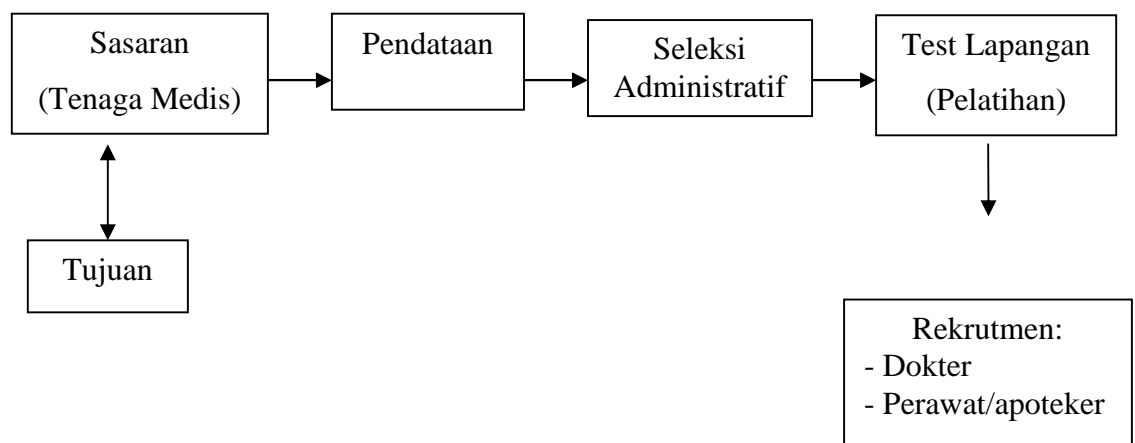 Sasaran
(Tenaga Medis)
Pendataan
Seleksi
Administratif
Test Lapangan
(Pelatihan)
Tujuan
Rekrutmen:
- Dokter
- Perawat/apoteker